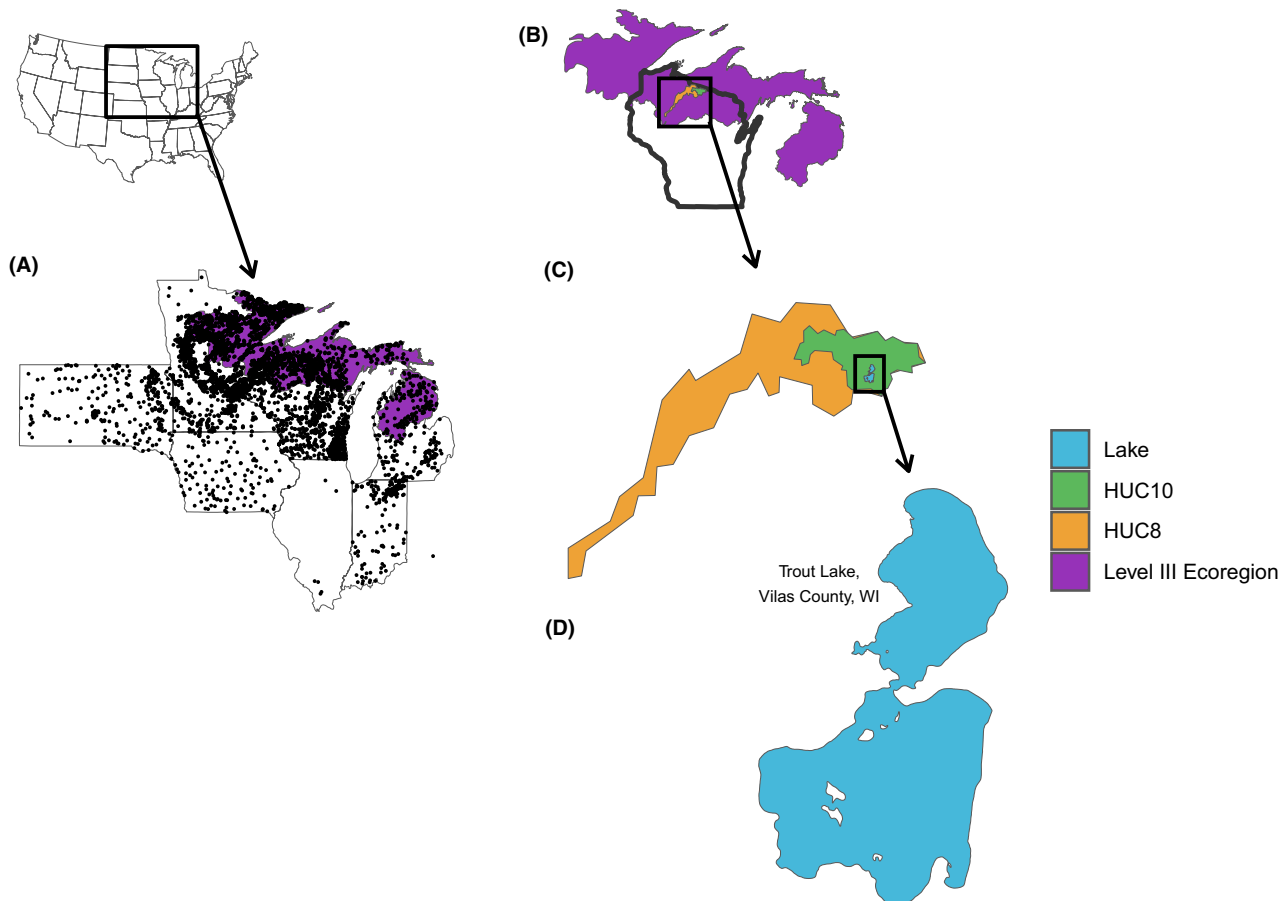 (B)
(A)
(C)
Lake
HUC10
HUC8
Level III Ecoregion
Trout Lake,
Vilas County, WI
(D)